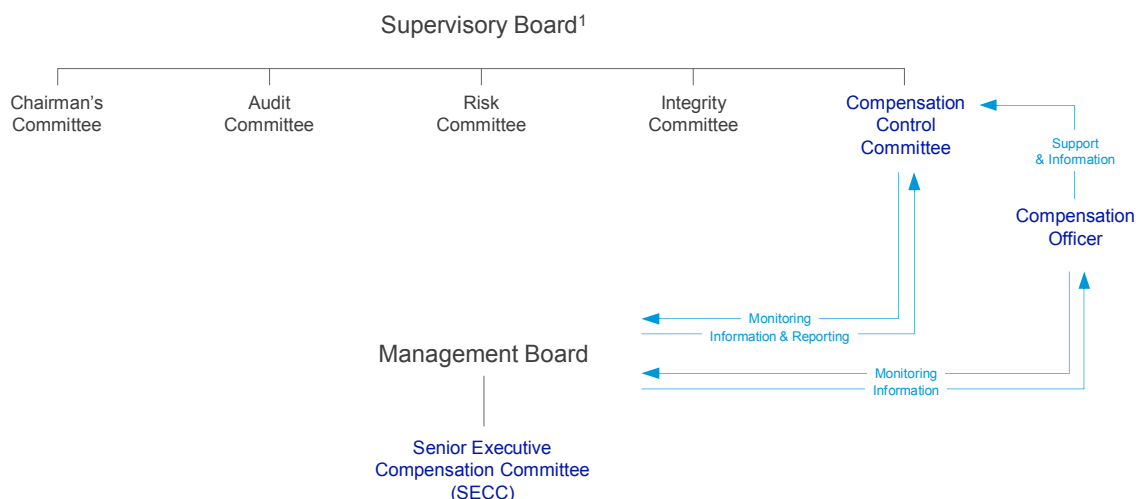 Supervisory Board1
Chairman's
Committee
Audit
Committee
Risk
Committee
Integrity
Committee
Compensation
Control
Committee
Support
& Information
Compensation
Officer
Monitoring
Information & Reporting
Management Board
Monitoring
Information
Senior Executive
Compensation Committee
(SECC)